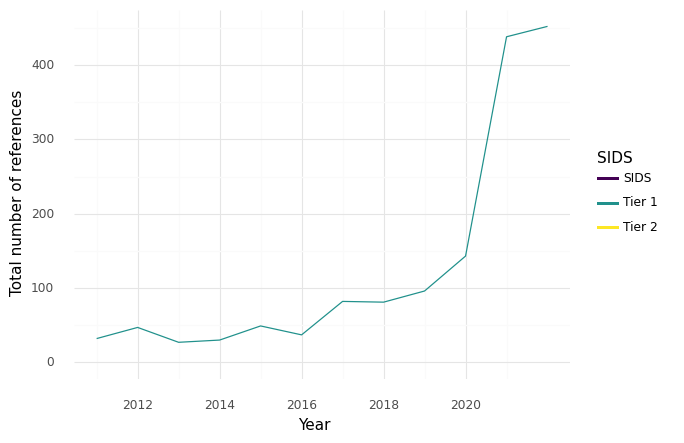 400
300
200
100
0
Total number of references
2012 2014 2016 2018 2020
Year
SIDS
SIDS
Tier 1
Tier 2